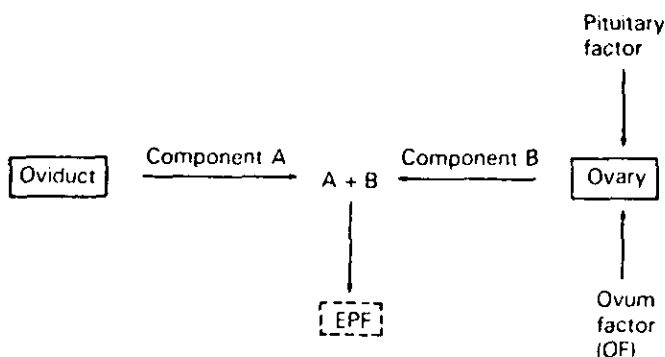 Pituitary
factor
Component A
Component B
Oviduct
A + B
Ovary
EPF
Ovum
factor
(OF)